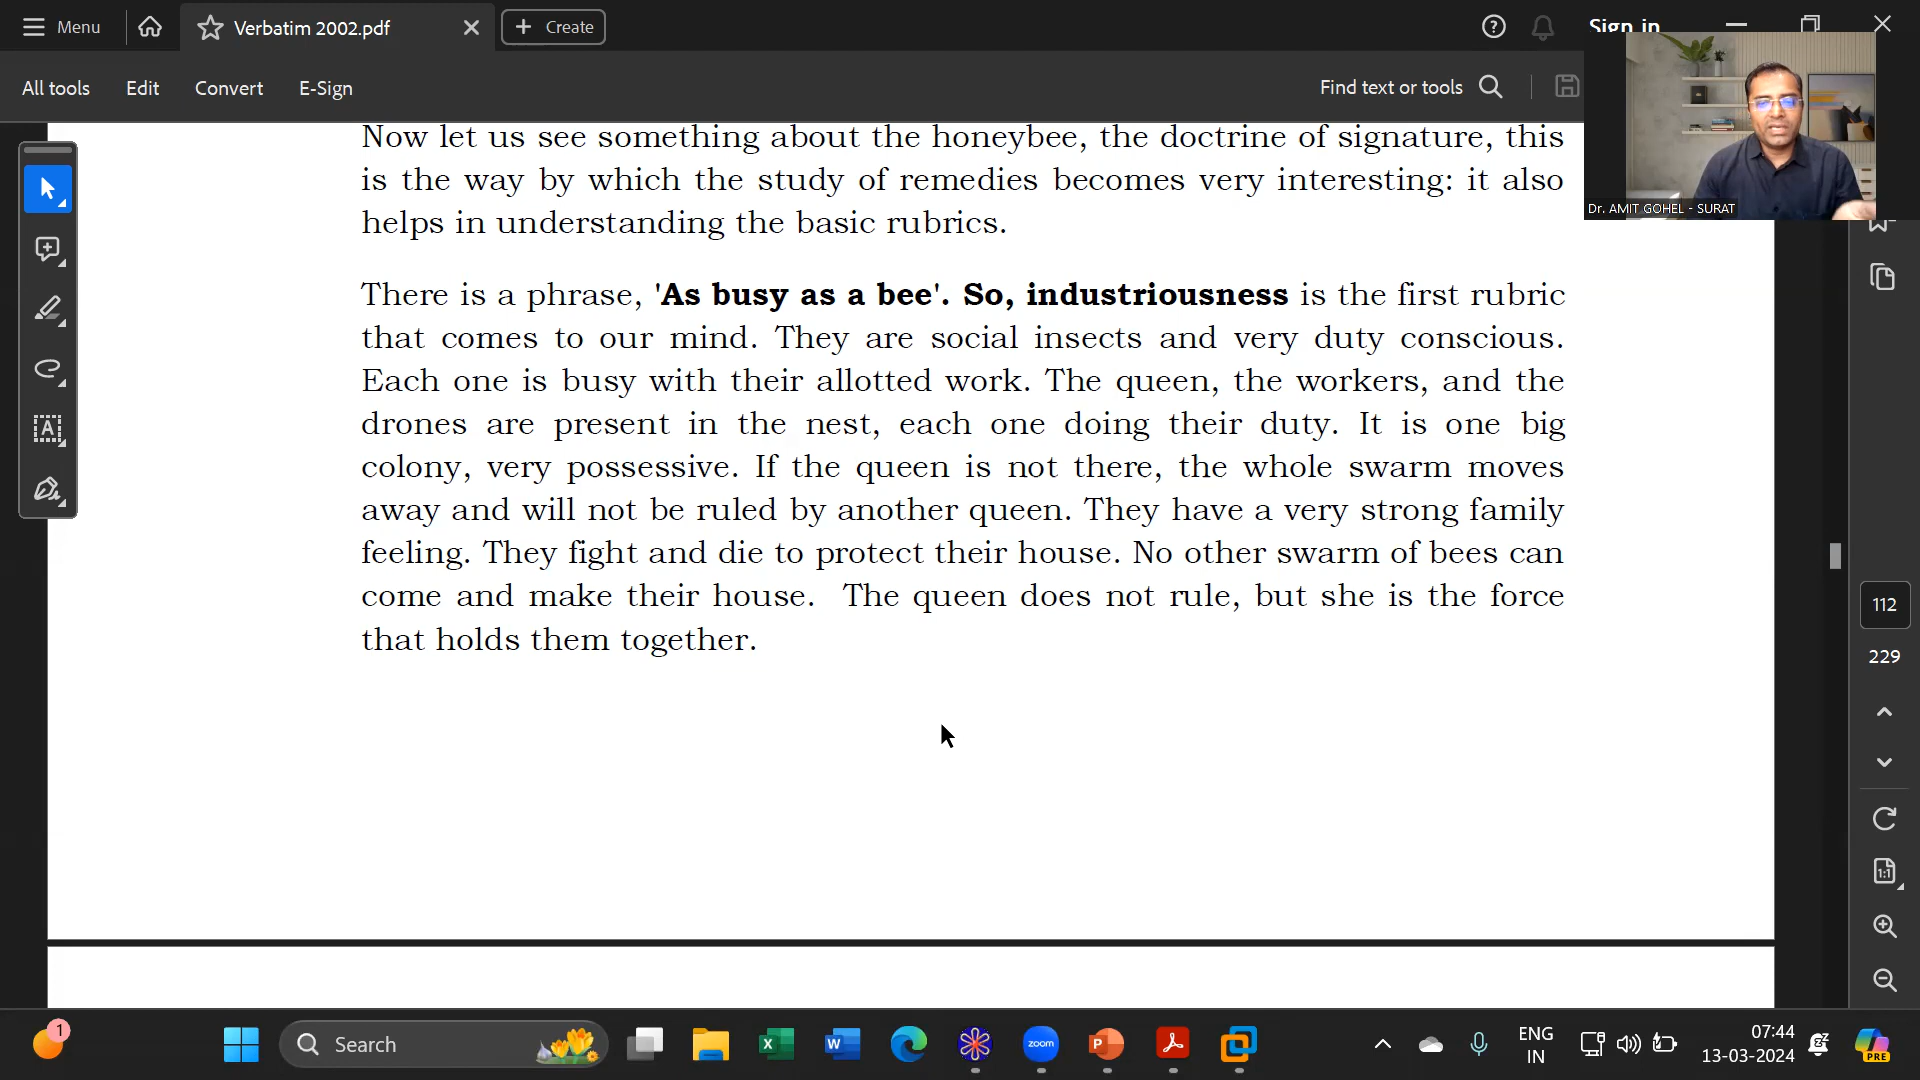 Menu
Verbatim 2002.pdf
Create
Sign in
All tools
Edit
Convert
E-Sign
Find text or tools
Dr. AMIT GOHEL - SURAT
Now let us see something about the honeybee, the doctrine of signature, this
is the way by which the study of remedies becomes very interesting: it also
helps in understanding the basic rubrics.
There is a phrase, 'As busy as a bee'. So, industriousness is the first rubric
that comes to our mind. They are social insects and very duty conscious.
Each one is busy with their allotted work. The queen, the workers, and the
drones are present in the nest, each one doing their duty. It is one big
colony, very possessive. If the queen is not there, the whole swarm moves
away and will not be ruled by another queen. They have a very strong family
feeling. They fight and die to protect their house. No other swarm of bees can
come and make their house.  The queen does not rule, but she is the force
that holds them together.
112
229
1:1
1
Search
zoom
ENG
IN
07:44
13-03-2024
PRE